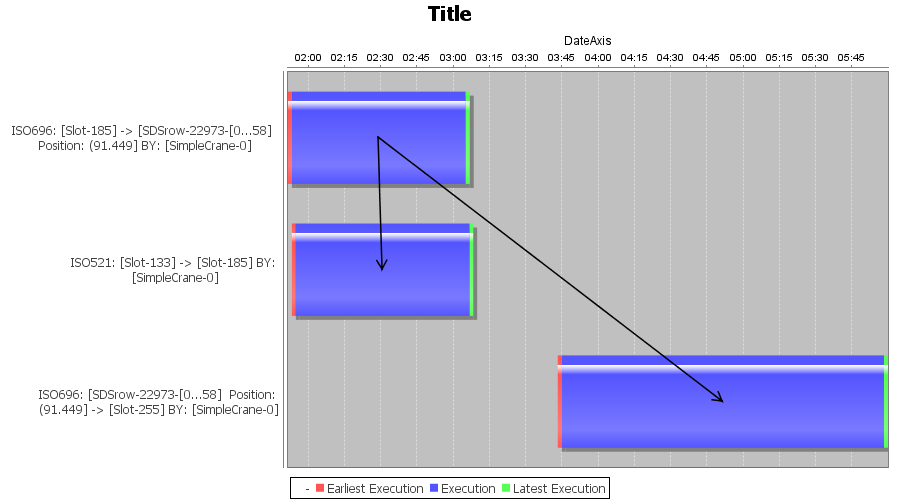 Title
DateAxis
02:00 02:15 02:30 02:45 03:00 03:15 03:30 03:45 04:00 04:15 04:30 04:45 05:00 05:15 05:30 05:45
ISO696: [Slot-185] -> [SDSrow-22973-[0...58]
Position: (91.449] BY: [SimpleCrane-0]
ISO521: [Slot-133] -> [Slot-185] BY:
[SimpleCrane-0]
ISO696: [SDSrow-22973-[0...58] Position:
(91.449] -> [Slot-255] BY: [SimpleCrane-0]
- Earliest Execution Execution Latest Execution